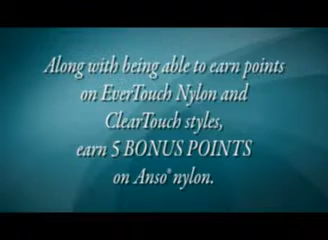 Along with being able to earn points
on EverTouch Nylon and
ClearTouch styles,
earn 5 BONUS POINTS
on Anso® nylon.